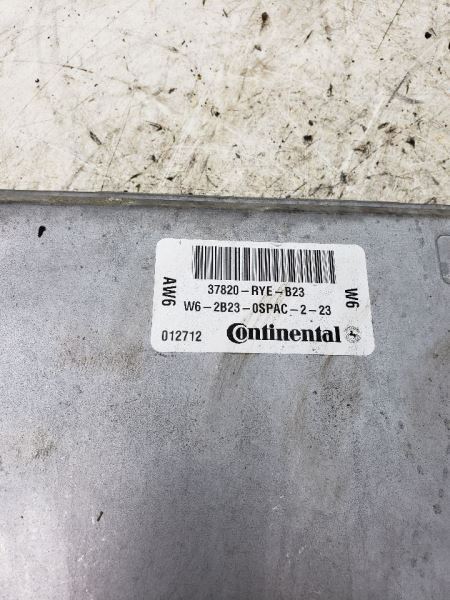 AW6
37820-RYE-B23
W6-2B23-0SPAC-2-23
012712 Continental
W6